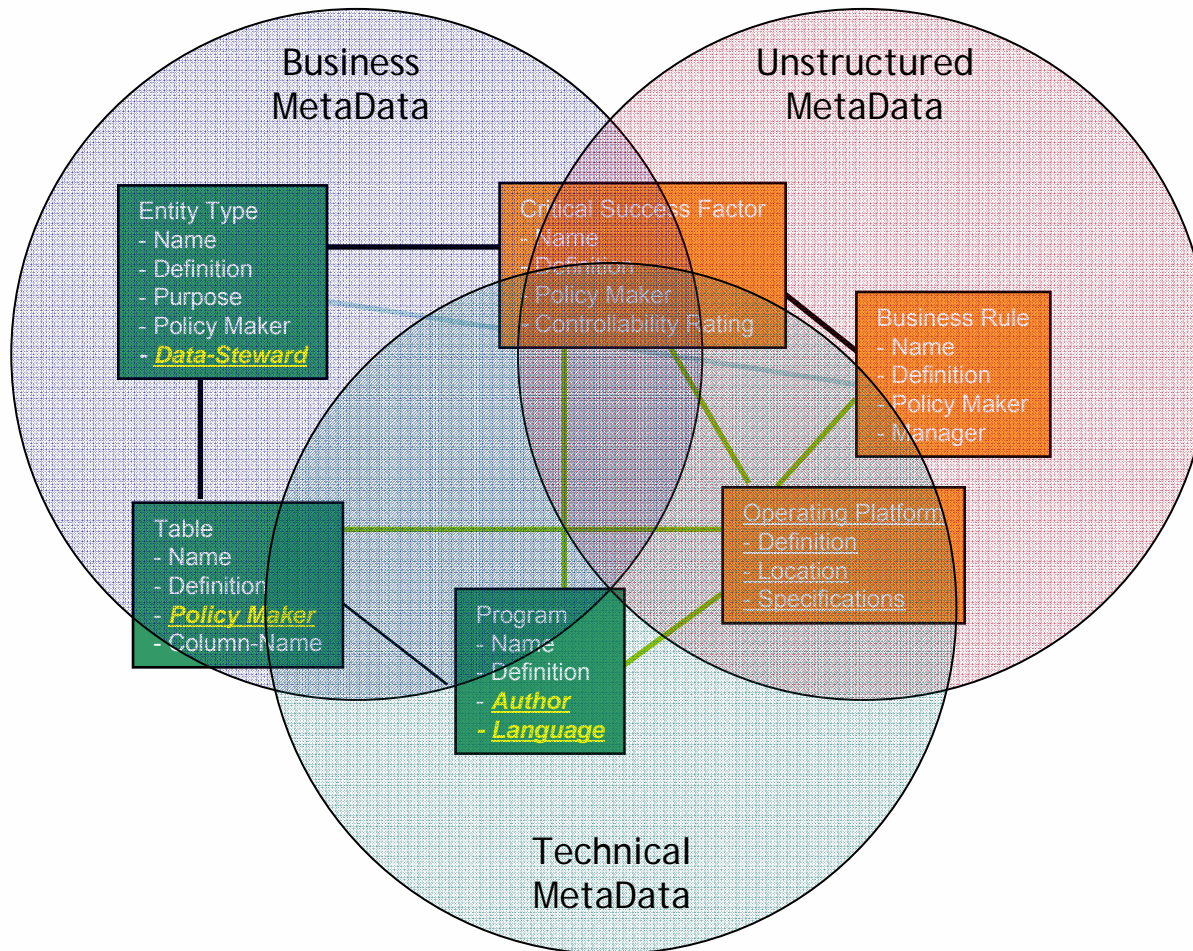 Business
MetaData
Unstructured
MetaData
Entity Type
- Name
- Definition
- Purpose
- Policy Maker
- Data-Steward
Critical Success Factor
- Name
- Definition
- Policy Maker
- Controllability Rating
Business Rule
- Name
- Definition
- Policy Maker
- Manager
Table
- Name
- Definition
- Policy Maker
- Column-Name
Program
- Name
- Definition
- Author
- Language
Operating Platform
- Definition
- Location
- Specifications
Technical
MetaData